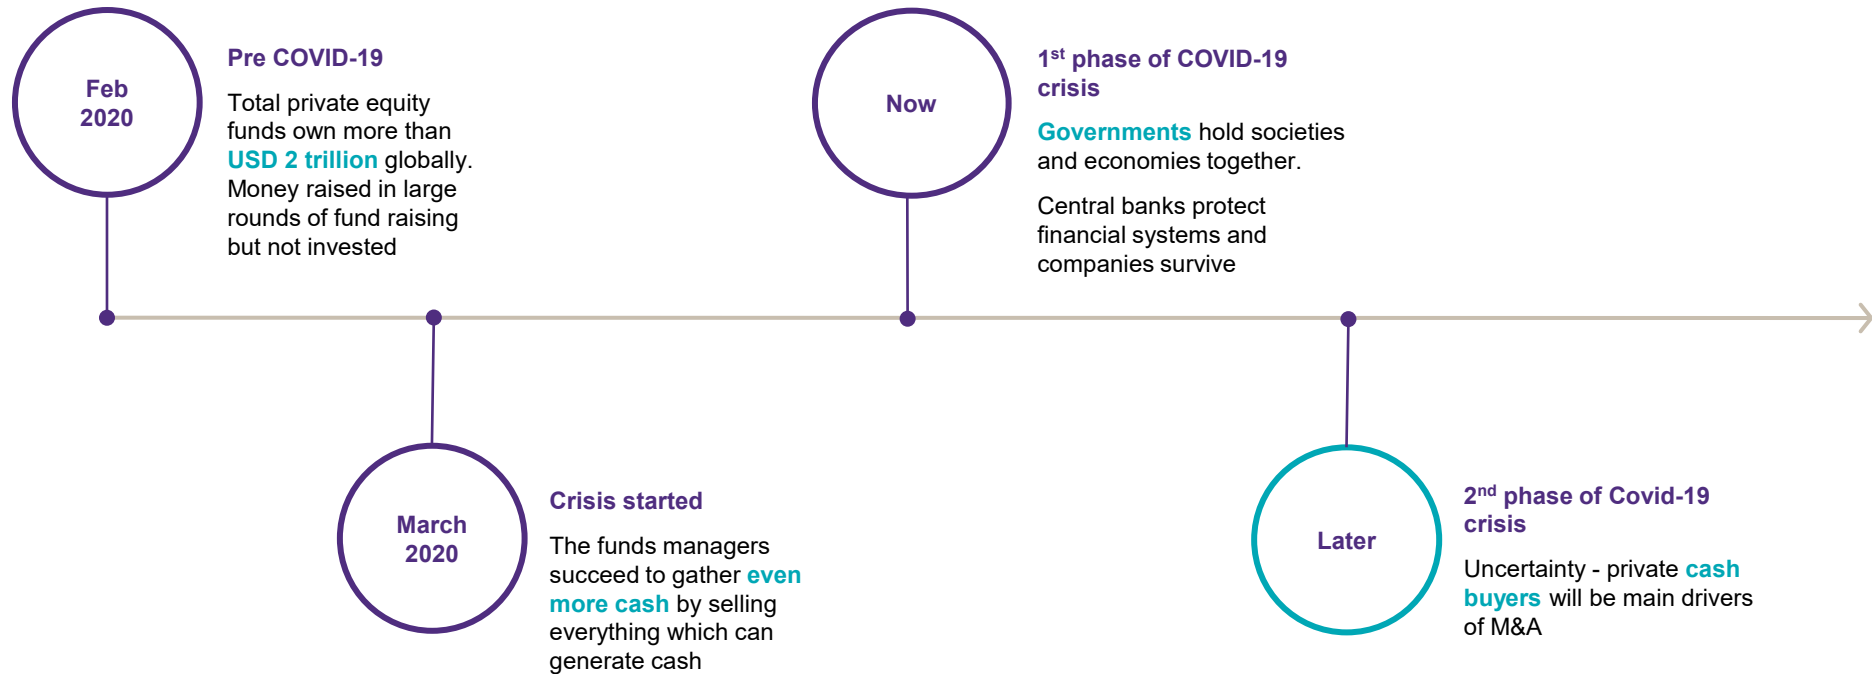 Feb
2020
Pre COVID-19
Total private equity
funds own more than
USD 2 trillion globally.
Money raised in large
rounds of fund raising
but not invested
March
2020
Crisis started
The funds managers
succeed to gather even
more cash by selling
everything which can
generate cash
Now
1st phase of COVID-19
crisis
Governments hold societies
and economies together.
Central banks protect
financial systems and
companies survive
Later
2nd phase of Covid-19
crisis
Uncertainty - private cash
buyers will be main drivers
of M&A